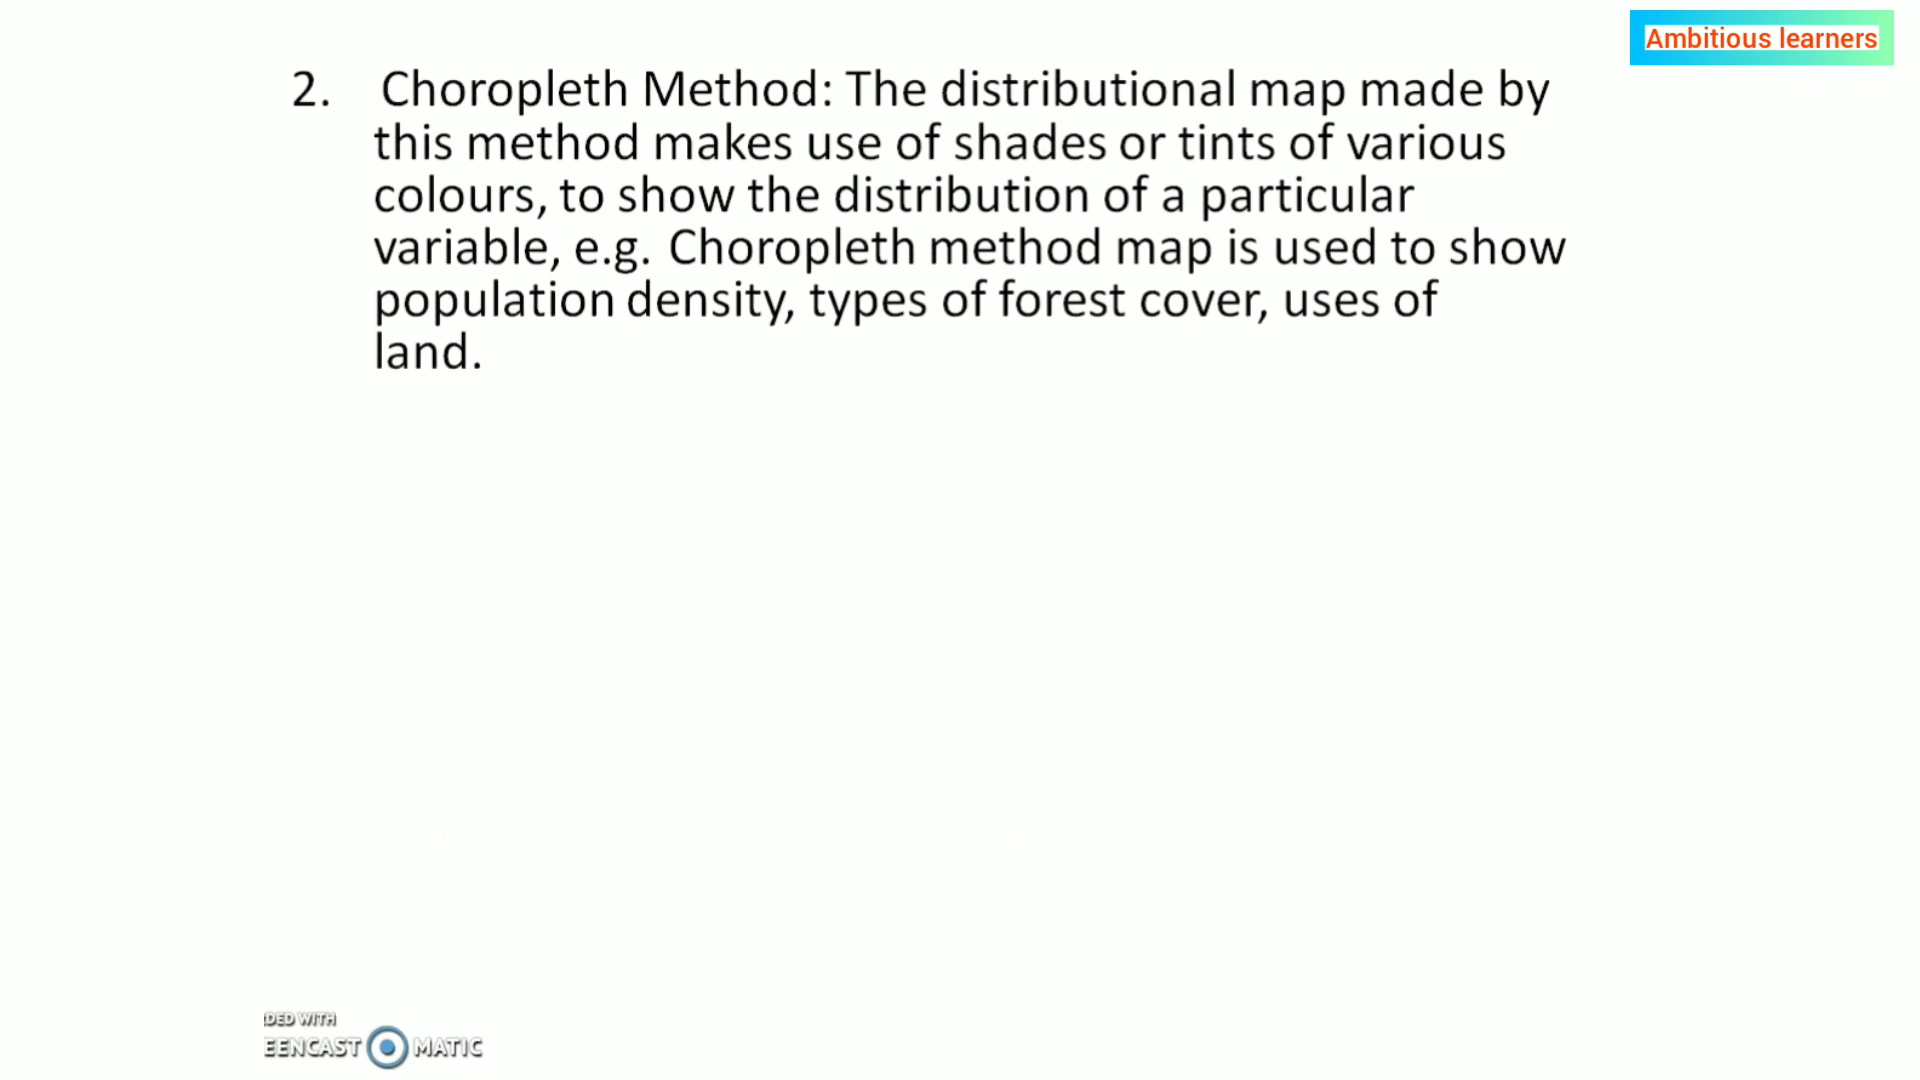 Ambitious learners
2. Choropleth Method: The distributional map made by
this method makes use of shades or tints of various
colours, to show the distribution of a particular
variable, e.g. Choropleth method map is used to show
population density, types of forest cover, uses of
land.
DED WITH
EENCAST MATIC